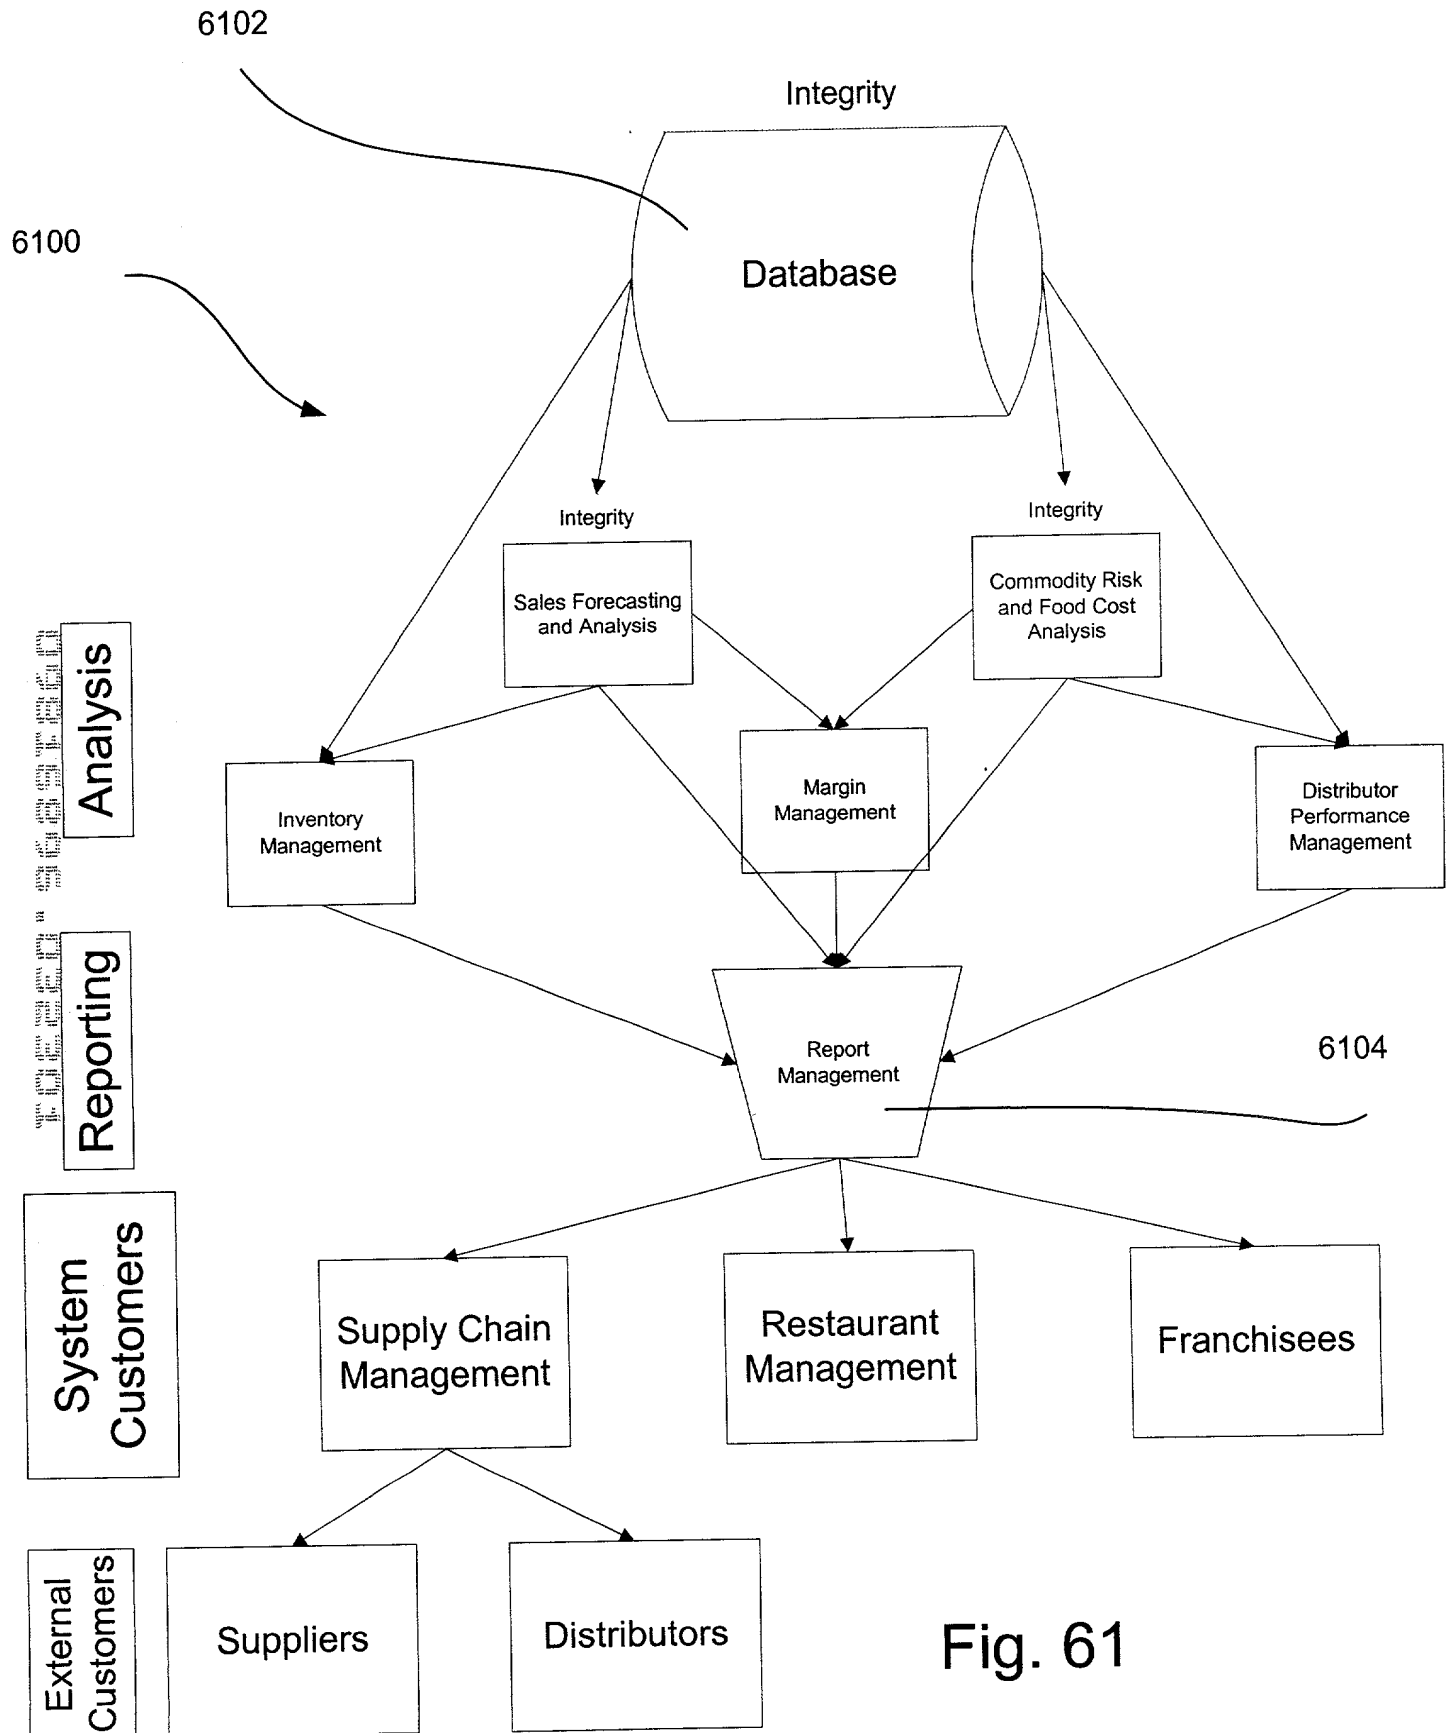 6102
Integrity
6100
Database
Integrity
Integrity
Sales Forecasting
and Analysis
Commodity Risk
and Food Cost
Analysis
Analysis
Inventory
Management
Margin
Management
Distributor
Performance
Management
Reporting
Report
Management
6104
System
Customers
Supply Chain
Management
Restaurant
Management
Franchisees
External
Customers
Suppliers
Distributors
Fig. 61